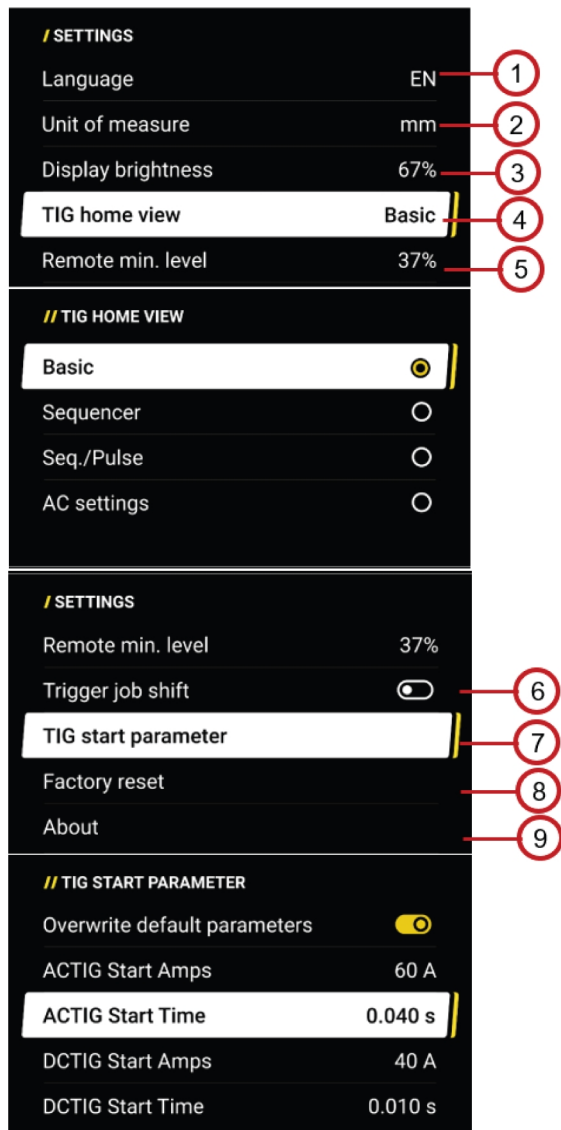 / SETTINGS
Language EN 1
Unit of measure mm 2
Display brightness 67% 3
TIG home view Basic 4
Remote min. level 37% 5
// TIG HOME VIEW
Basic
Sequencer
Seq./Pulse
AC settings
/ SETTINGS
Remote min. level 37%
Trigger job shift 6
TIG start parameter 7
Factory reset 8
About 9
// TIG START PARAMETER
Overwrite default parameters
ACTIG Start Amps 60 A
ACTIG Start Time 0.040 s
DCTIG Start Amps 40 A
DCTIG Start Time 0.010 s